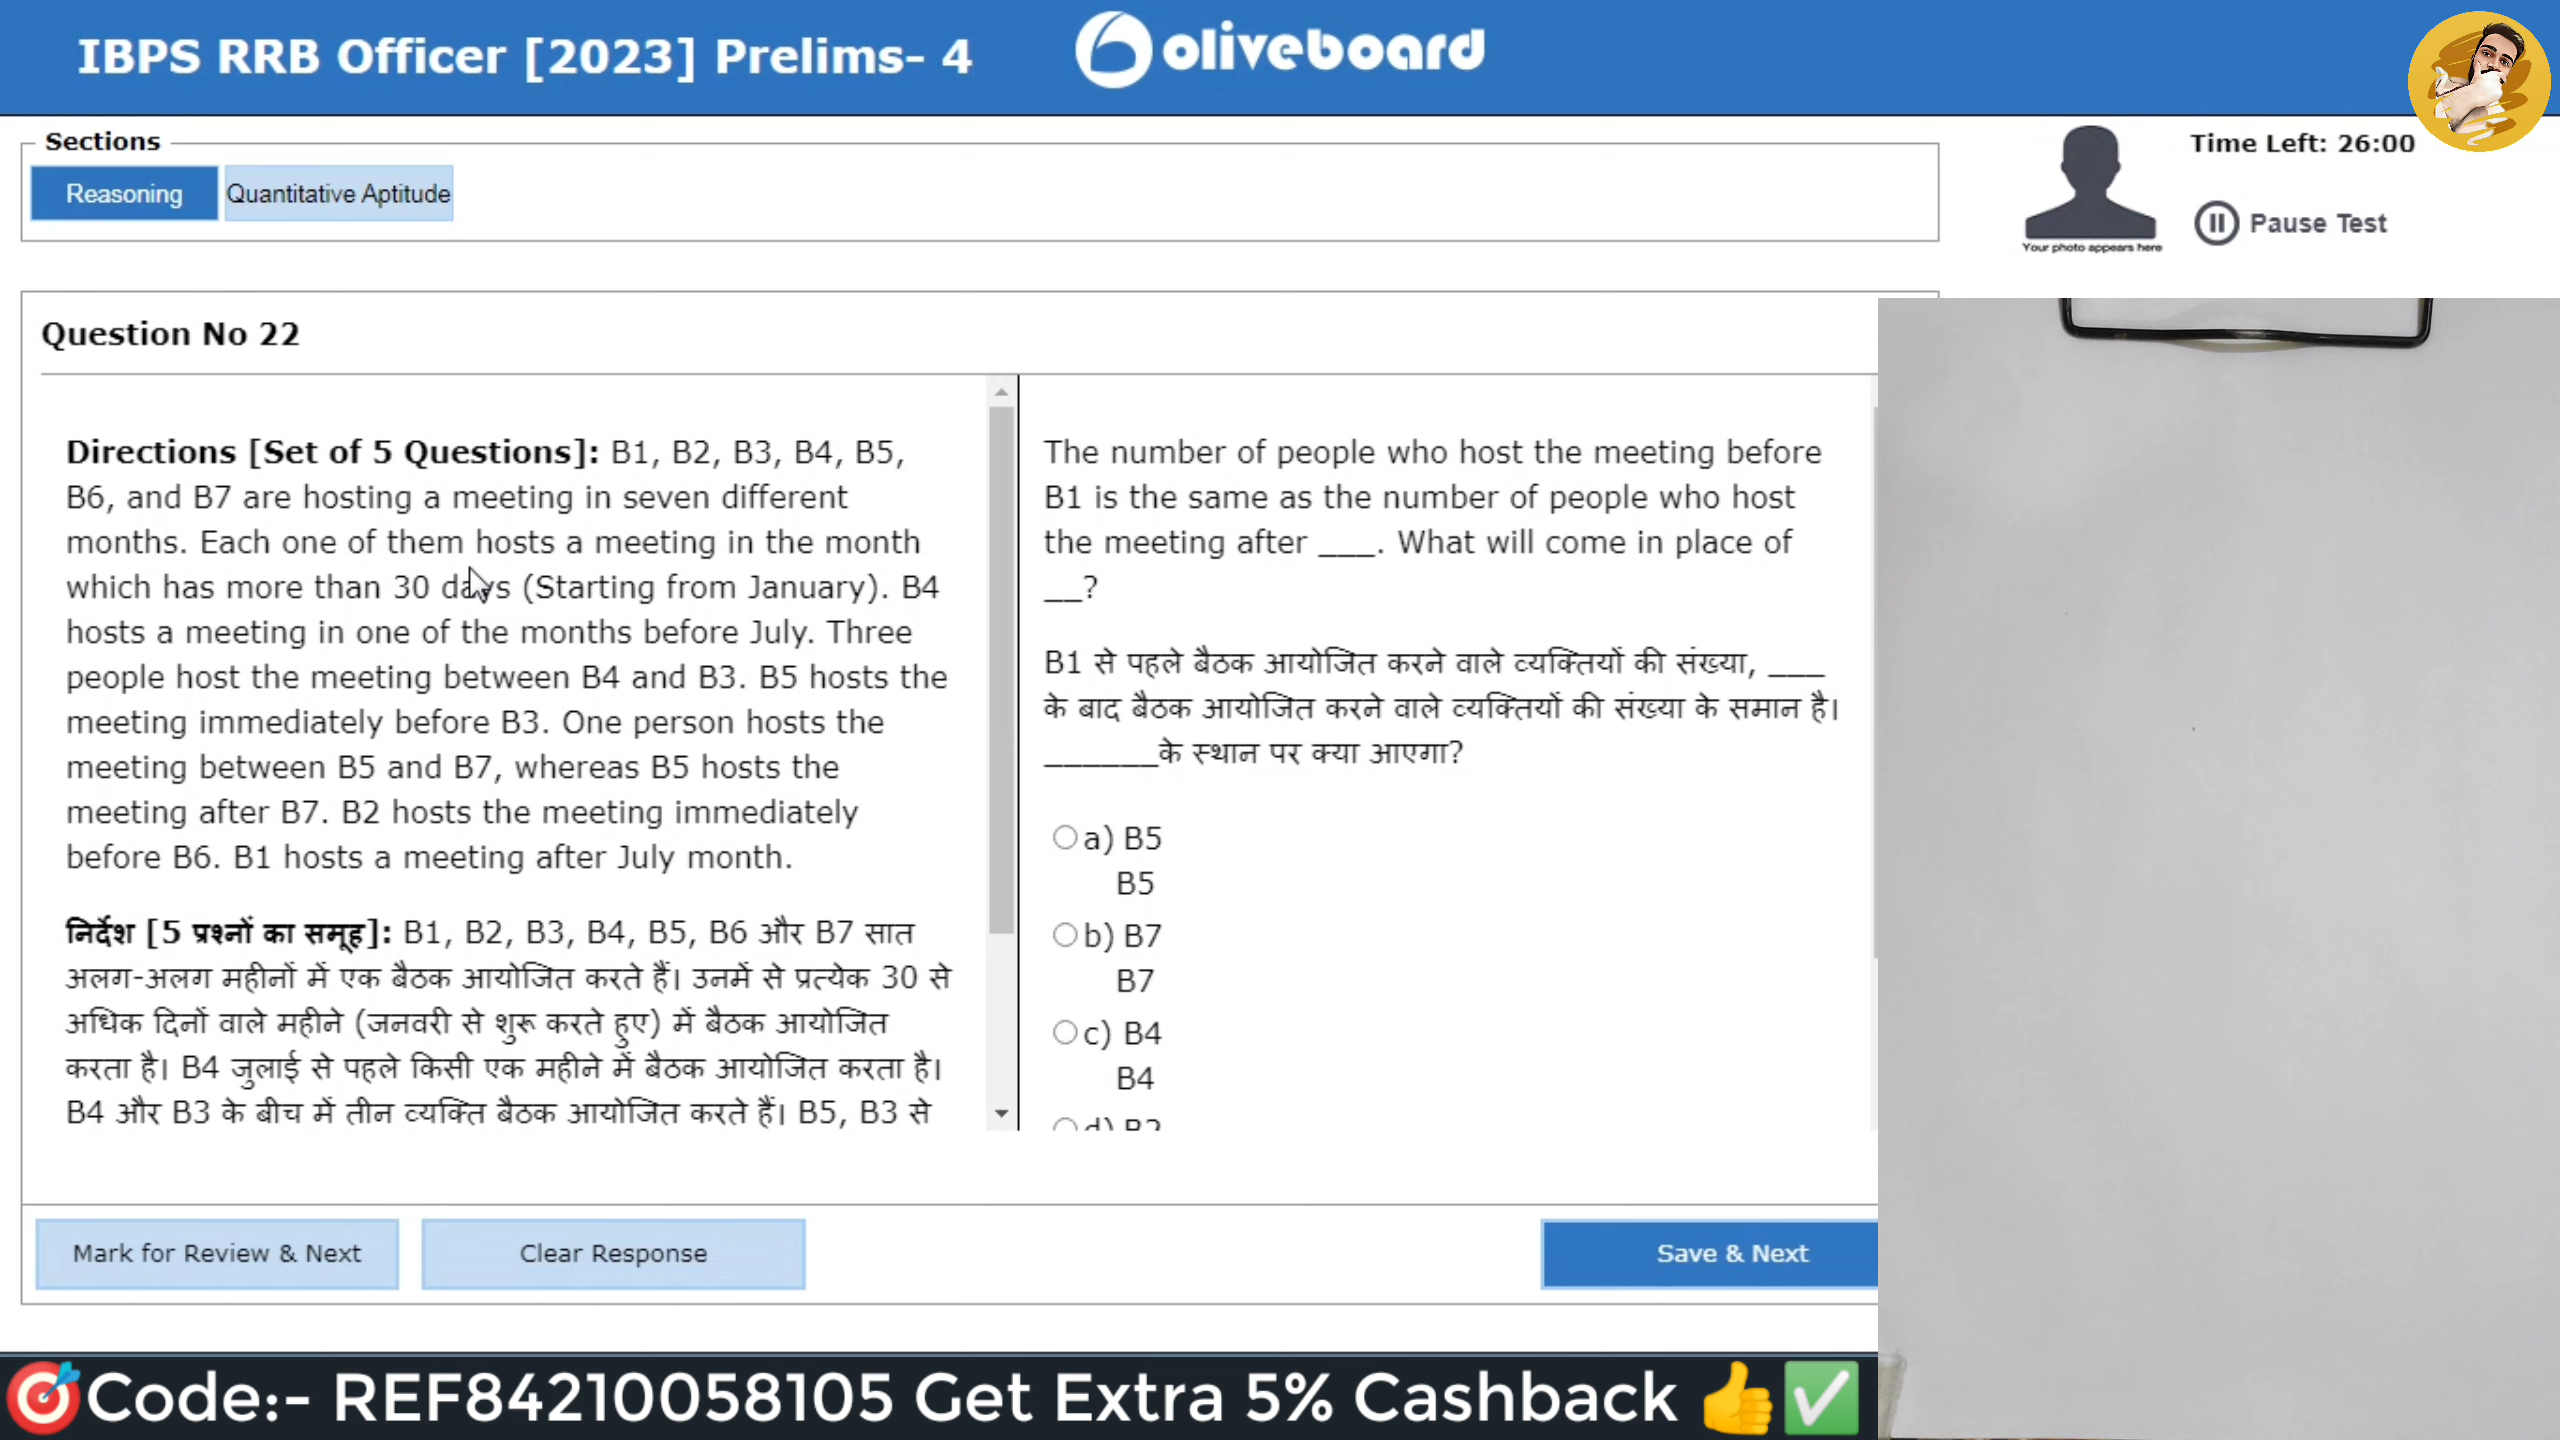 IBPS RRB Officer [2023] Prelims- 4
oliveboard
Sections
Reasoning
Quantitative Aptitude
Your photo appears here
Time Left: 26:00
Pause Test
Question No 22
Directions [Set of 5 Questions]: B1, B2, B3, B4, B5,
B6, and B7 are hosting a meeting in seven different
months. Each one of them hosts a meeting in the month
which has more than 30 days (Starting from January). B4
hosts a meeting in one of the months before July. Three
people host the meeting between B4 and B3. B5 hosts the
meeting immediately before B3. One person hosts the
meeting between B5 and B7, whereas B5 hosts the
meeting after B7. B2 hosts the meeting immediately
before B6. B1 hosts a meeting after July month.
निर्देश [5 प्रश्नों का समूह]: B1, B2, B3, B4, B5, B6 और B7 सात
अलग-अलग महीनों में एक बैठक आयोजित करते हैं। उनमें से प्रत्येक 30 से
अधिक दिनों वाले महीने (जनवरी से शुरू करते हुए) में बैठक आयोजित
करता है। B4 जुलाई से पहले किसी एक महीने में बैठक आयोजित करता है।
B4 और B3 के बीच में तीन व्यक्ति बैठक आयोजित करते हैं। B5, B3 से
The number of people who host the meeting before
B1 is the same as the number of people who host
the meeting after ___. What will come in place of
__?
B1 से पहले बैठक आयोजित करने वाले व्यक्तियों की संख्या, ___
के बाद बैठक आयोजित करने वाले व्यक्तियों की संख्या के समान है।
______के स्थान पर क्या आएगा?
a) B5
B5
b) B7
B7
c) B4
B4
Mark for Review & Next
Clear Response
Save & Next
Code:- REF84210058105 Get Extra 5% Cashback